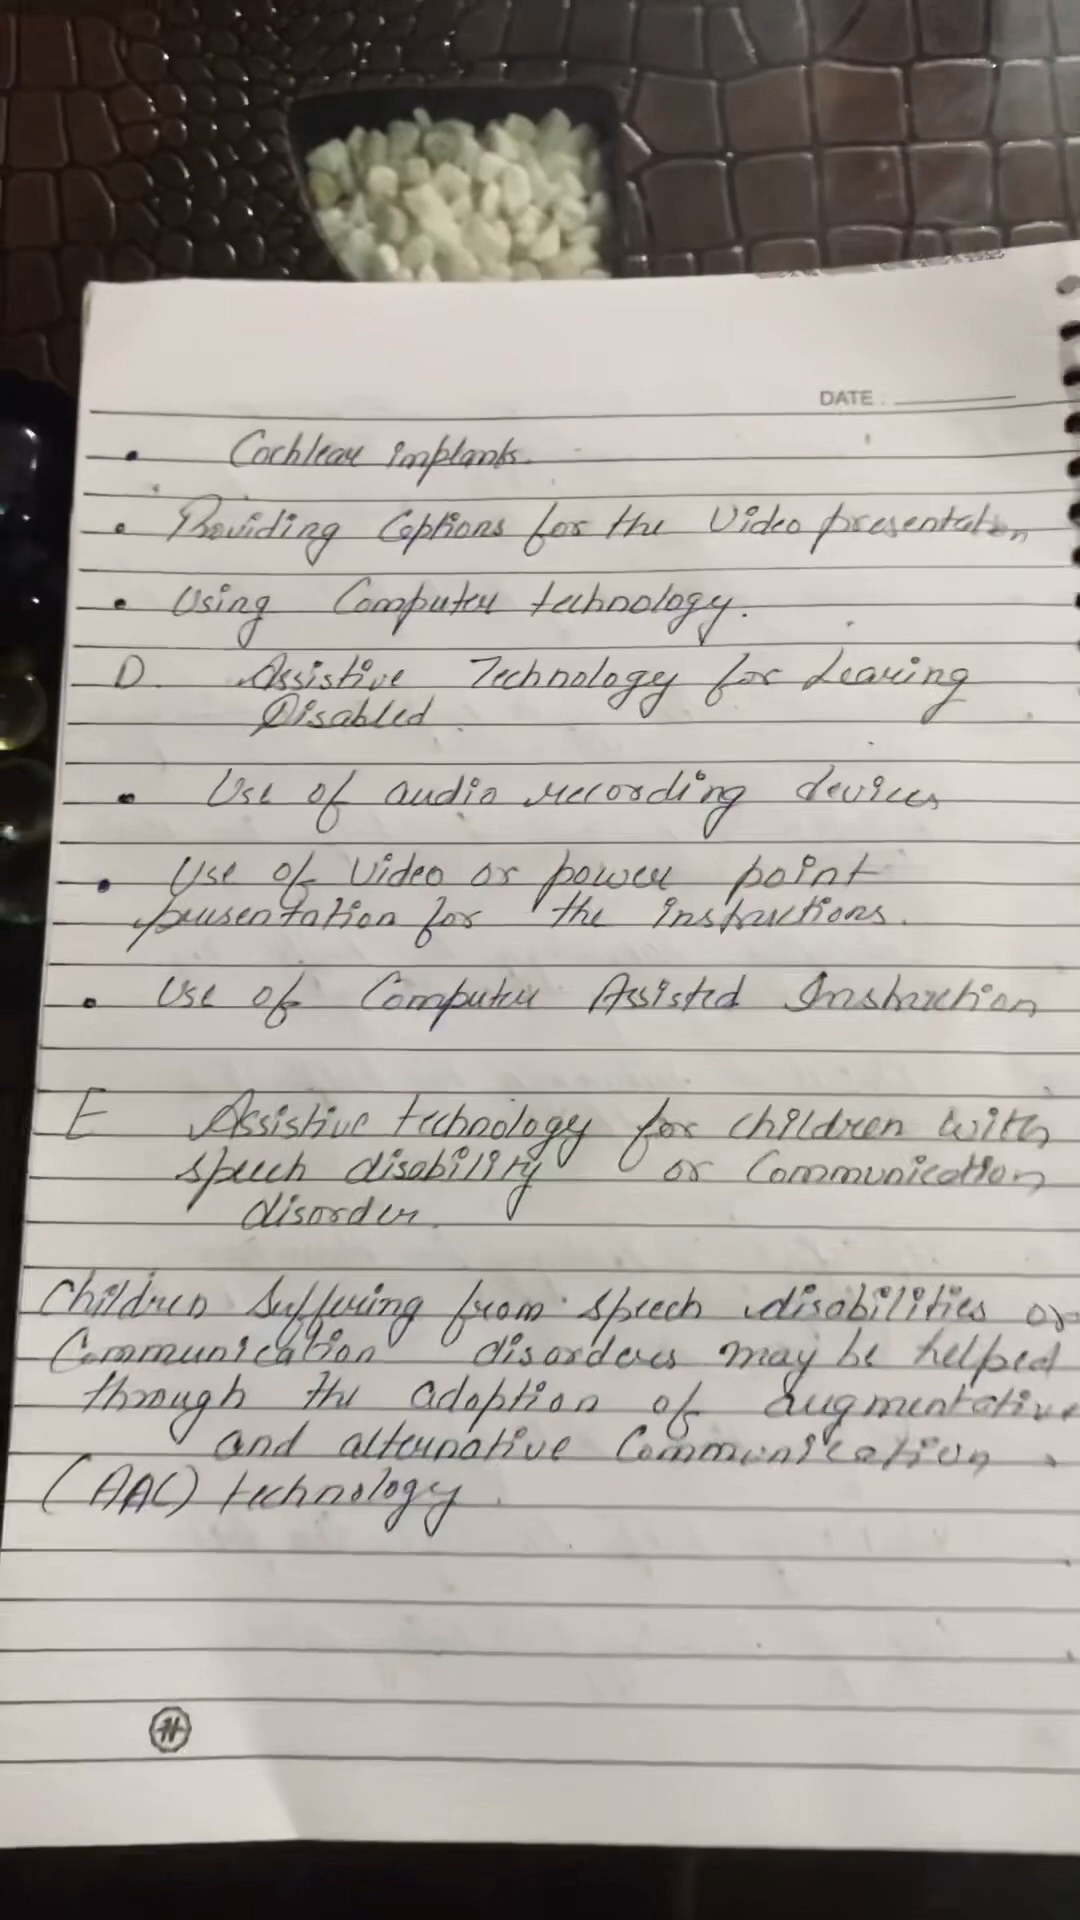 DATE :
• Cochlear implants.
• Providing Coptions for the Video presentation
• Using Computer technology.
D. Assistive Technology for Learing
Disabled.
• Use of audio recording devices
• Use of Video or power point
presentation for the instructions.
• Use of Computer Assisted Instruction
E Assistive technology for children with
speech disability or Communication
disorder.
Children suffering from speech disabilities or
Communication disorders may be helped
through the adoption of augmentative
and alternative Communication
(AAC) technology.